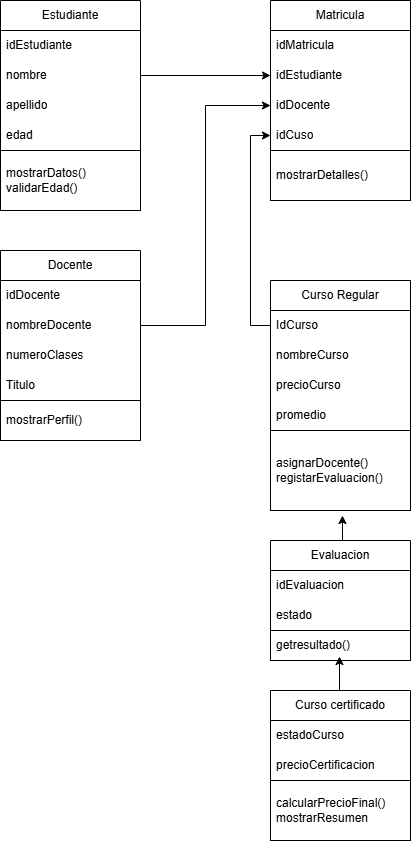 Estudiante
idEstudiante
nombre
apellido
edad
mostrarDatos()
validarEdad()
Matricula
idMatricula
idEstudiante
idDocente
idCuso
mostrarDetalles()
Docente
idDocente
nombreDocente
numeroClases
Titulo
mostrarPerfil()
Curso Regular
IdCurso
nombreCurso
precioCurso
promedio
asignarDocente()
registarEvaluacion()
Evaluacion
idEvaluacion
estado
getresultado()
Curso certificado
estadoCurso
precioCertificacion
calcularPrecioFinal()
mostrarResumen